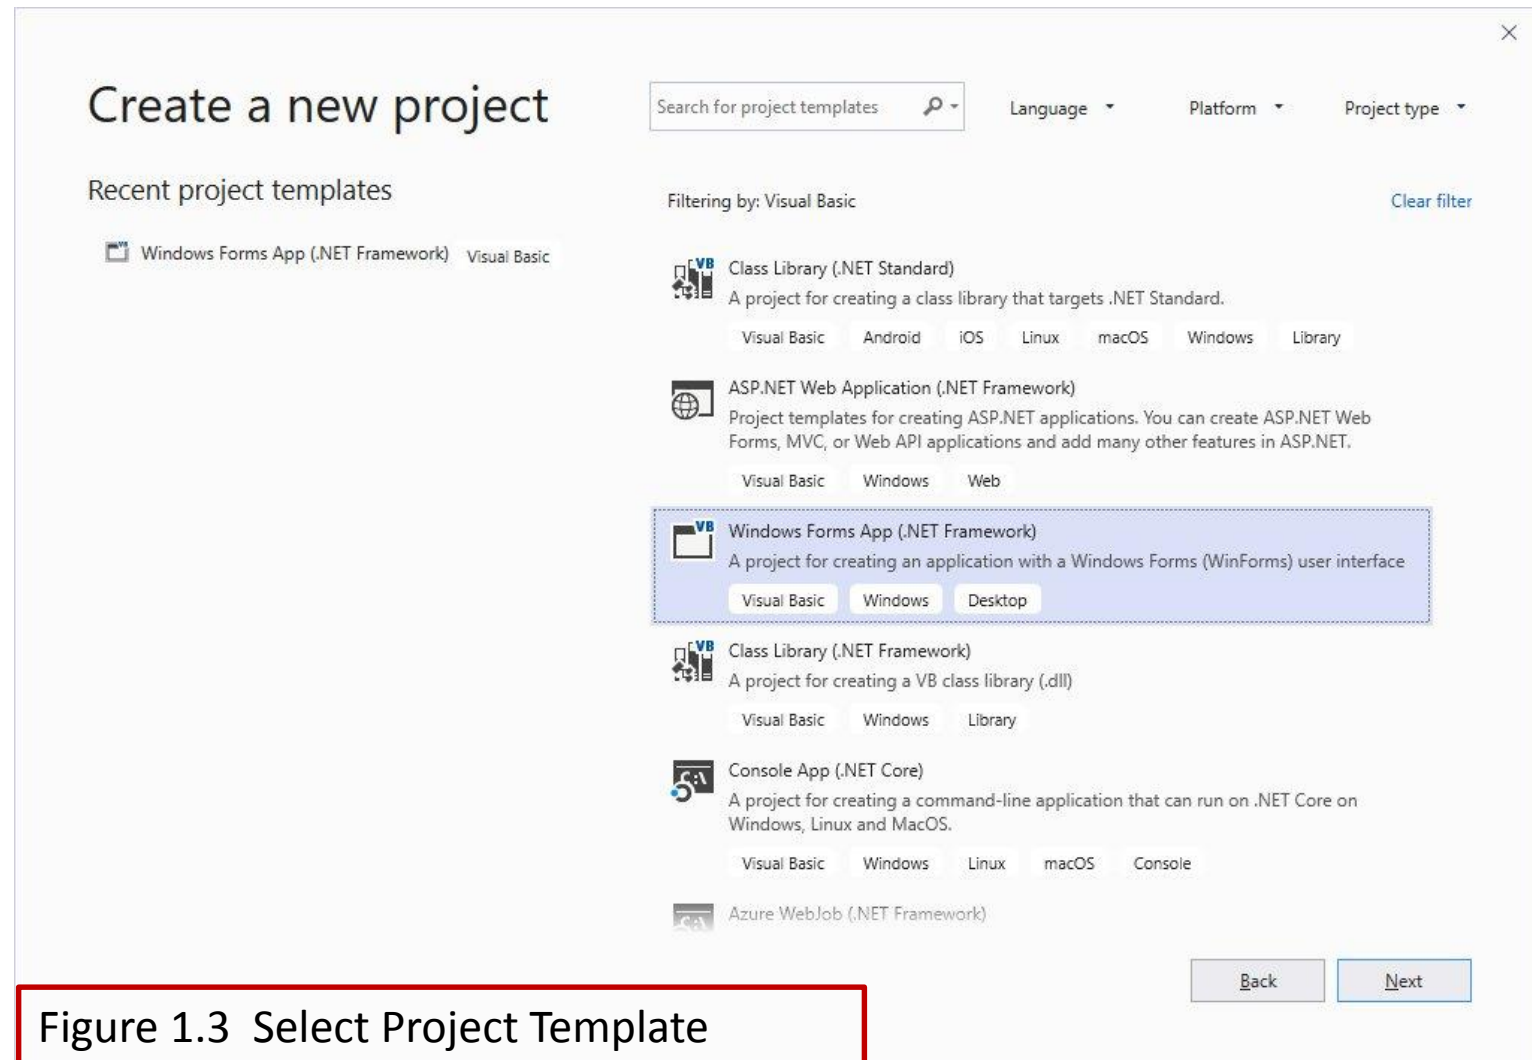 Create a new project
Search for project templates
Language
Platform
Project type
Recent project templates
Filtering by: Visual Basic
Clear filter
Windows Forms App (.NET Framework) Visual Basic
VB
Class Library (.NET Standard)
A project for creating a class library that targets .NET Standard.
Visual Basic Android iOS Linux macOS Windows Library
ASP.NET Web Application (.NET Framework)
Project templates for creating ASP.NET applications. You can create ASP.NET Web
Forms, MVC, or Web API applications and add many other features in ASP.NET.
Visual Basic Windows Web
VB
Windows Forms App (.NET Framework)
A project for creating an application with a Windows Forms (WinForms) user interface
Visual Basic Windows Desktop
VB
Class Library (.NET Framework)
A project for creating a VB class library (.dll)
Visual Basic Windows Library
C:\
Console App (.NET Core)
A project for creating a command-line application that can run on .NET Core on
Windows, Linux and MacOS.
Visual Basic Windows Linux macOS Console
Azure WebJob (.NET Framework)
Back
Next
Figure 1.3 Select Project Template